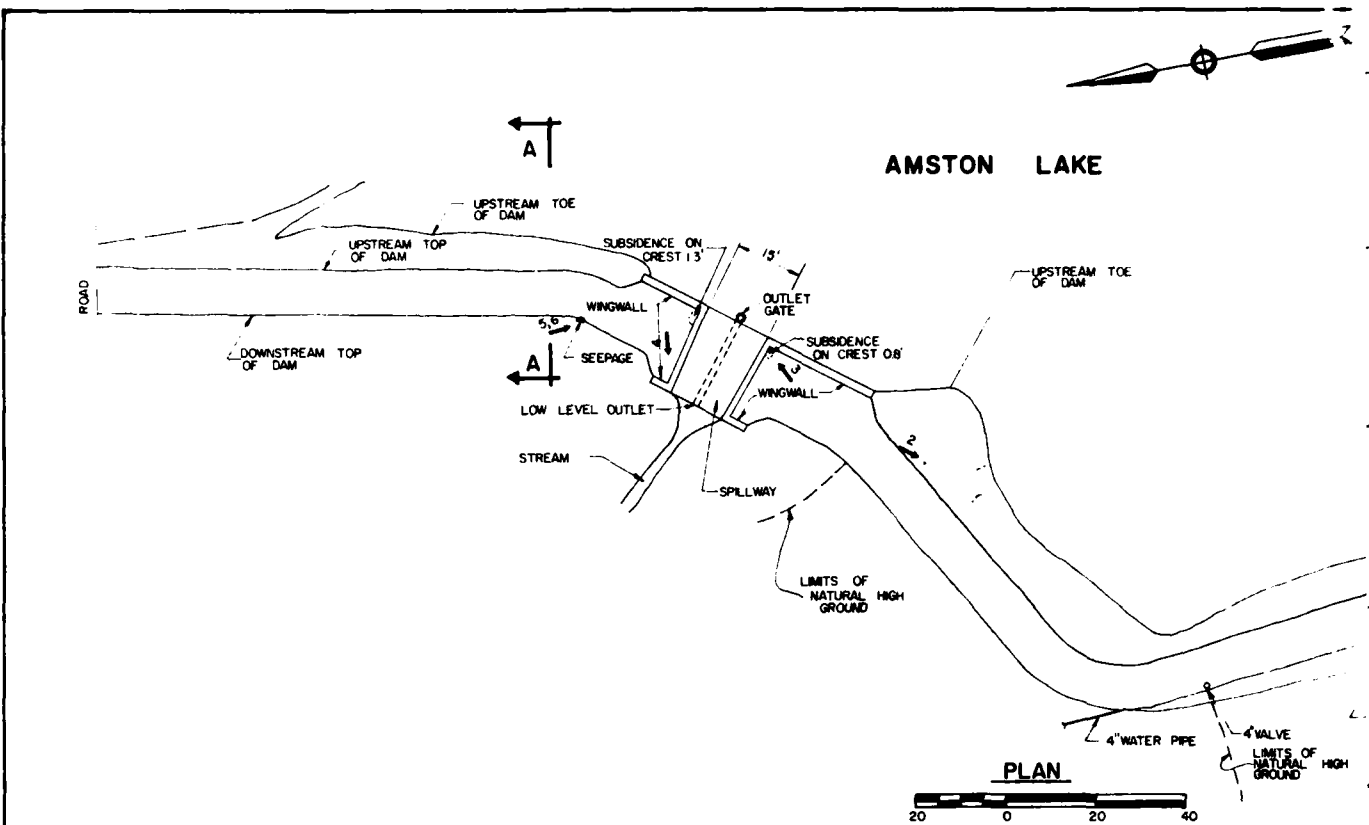 AMSTON LAKE
A
UPSTREAM TOE
OF DAM
UPSTREAM TOP
OF DAM
SUBSIDENCE ON
CREST 1.3'
15'
UPSTREAM TOE
OF DAM
ROAD
WINGWALL
OUTLET
GATE
5,6
SEEPAGE
SUBSIDENCE
ON CREST 0.8'
3
DOWNSTREAM TOP
OF DAM
A
WINGWALL
LOW LEVEL OUTLET
2
STREAM
SPILLWAY
LIMITS OF
NATURAL HIGH
GROUND
4" WATER PIPE
4" VALVE
LIMITS OF
NATURAL HIGH
GROUND
PLAN
20 0 20 40